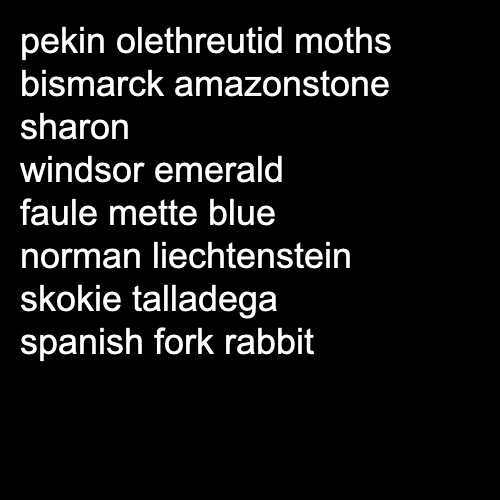 pekin olethreutid moths
bismarck amazonstone
sharon
windsor emerald
faule mette blue
norman liechtenstein
skokie talladega
spanish fork rabbit